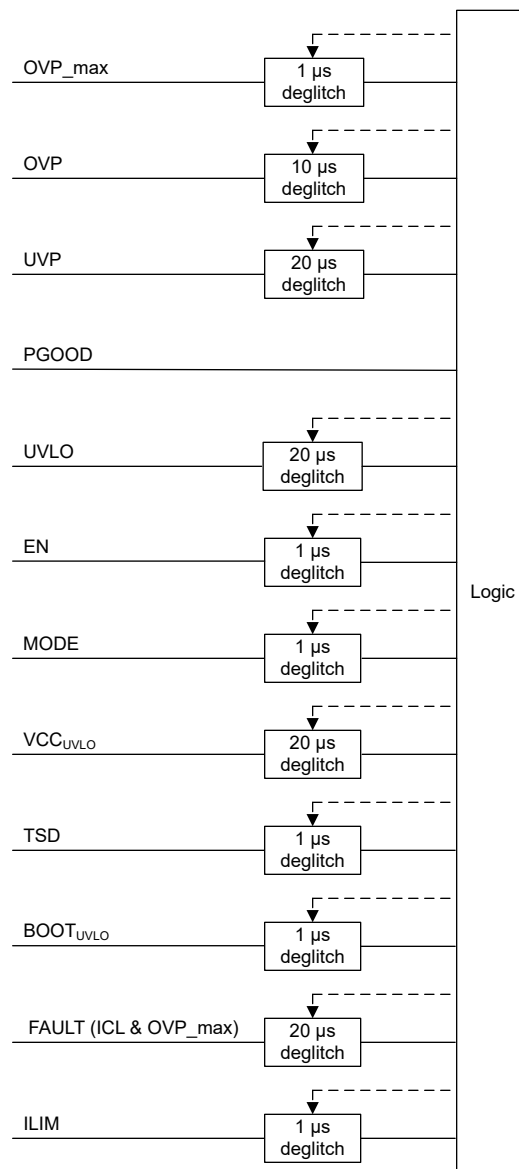 OVP_max
1 µs
deglitch
OVP
10 µs
deglitch
UVP
20 µs
deglitch
PGOOD
UVLO
20 µs
deglitch
EN
1 µs
deglitch
Logic
MODE
1 µs
deglitch
VCCUVLO
20 µs
deglitch
TSD
1 µs
deglitch
BOOTUVLO
1 µs
deglitch
FAULT (ICL & OVP_max)
20 µs
deglitch
ILIM
1 µs
deglitch